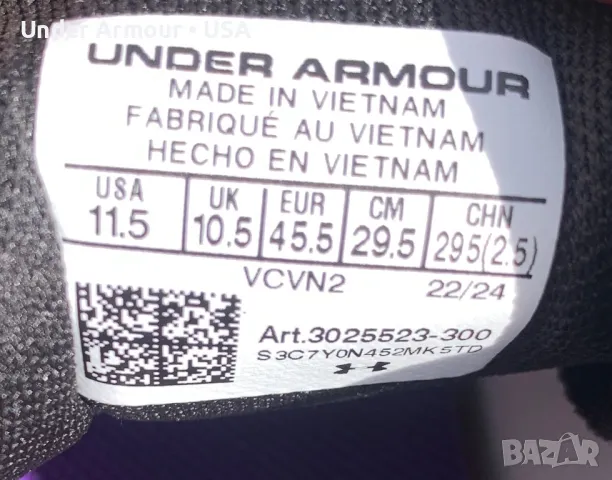 Under Armour • USA
UNDER ARMOUR
MADE IN VIETNAM
FABRIQUÉ AU VIETNAM
HECHO EN VIETNAM
USA UK EUR CM CHN
11.5 10.5 45.5 29.5 295(2.5)
VCVN2 22/24
Art.3025523-300
S3C7Y0N452MK5TD
BAZAR